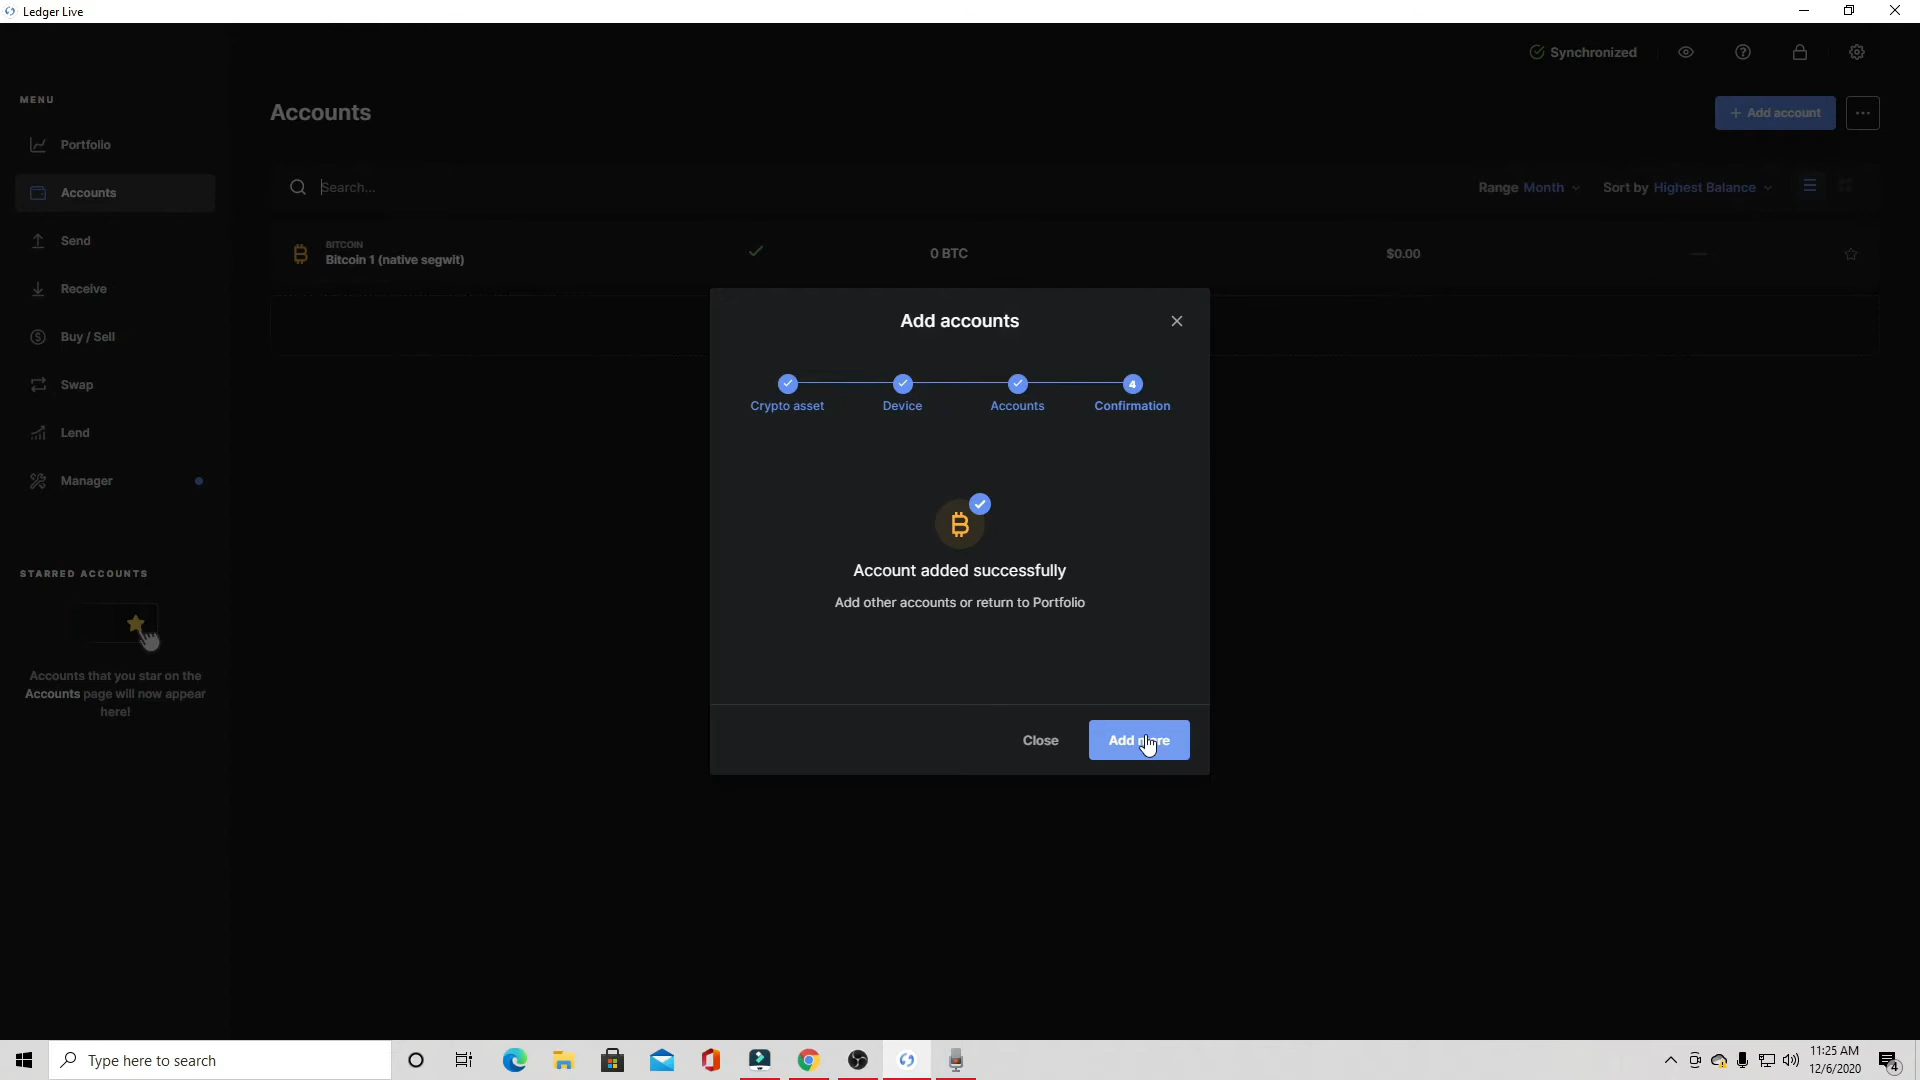 Ledger Live
Synchronized
MENU
Accounts
+ Add account
Portfolio
Accounts
Search...
Range Month
Sort by Highest Balance
Send
BITCOIN
Bitcoin 1 (native segwit)
0 BTC
$0.00
Receive
Buy / Sell
Swap
Lend
Manager
Add accounts
4
Crypto asset
Device
Accounts
Confirmation
Account added successfully
Add other accounts or return to Portfolio
Close
Add more
STARRED ACCOUNTS
Accounts that you star on the
Accounts page will now appear
here!
Type here to search
11:25 AM
12/6/2020
4